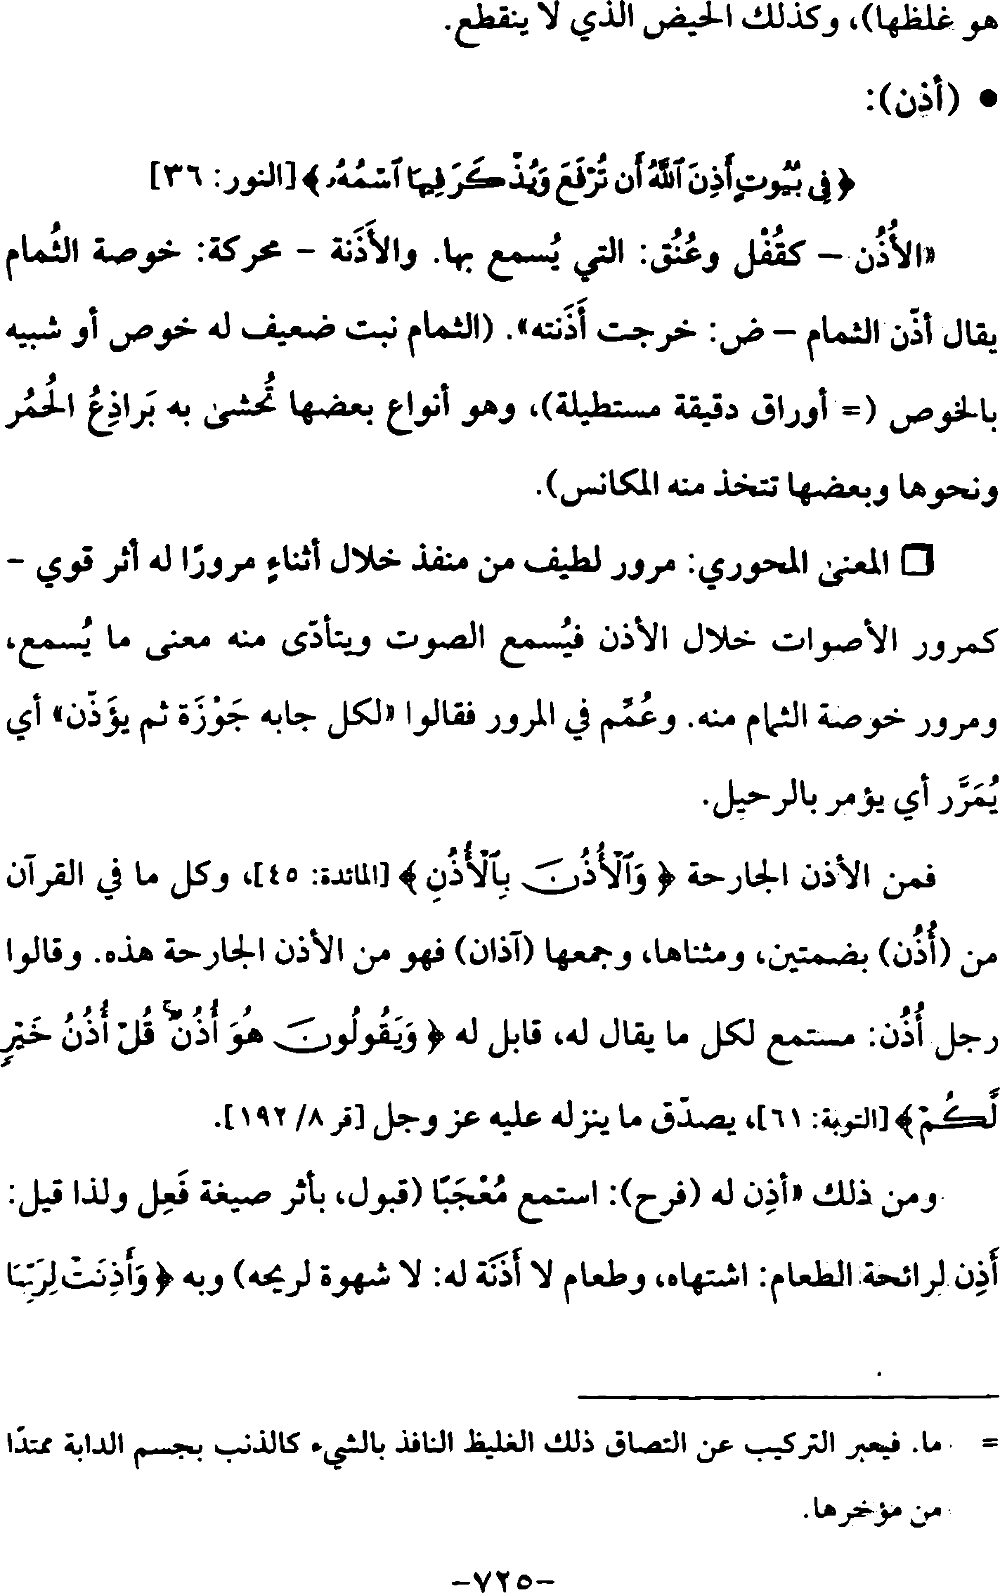 هو غلظها)، وكذلك الحيض الذي لا ينقطع.
• (أذن):
﴿ فِي بُيُوتٍ أَذِنَ ٱللَّهُ أَن تُرْفَعَ وَيُذْكَرَ فِيهَا ٱسْمُهُۥ ﴾ [النور: ٣٦]
«الأُذُن – كقُفْل وعُنُق: التي يُسمع بها. والأَذَنة – محركة: خوصة الثُمام
يقال أذّن الثمام – ض: خرجت أَذَنته». (الثمام نبت ضعيف له خوص أو شبيه
بالخوص (= أوراق دقيقة مستطيلة)، وهو أنواع بعضها تُحشىٰ به بَراذِعُ الحُمُر
ونحوها وبعضها تتخذ منه المكانس).
❐ المعنىٰ المحوري: مرور لطيف من منفذ خلال أثناءٍ مرورًا له أثر قوي –
كمرور الأصوات خلال الأذن فيُسمع الصوت ويتأدّى منه معنى ما يُسمع،
ومرور خوصة الثمام منه. وعُمِّم في المرور فقالوا «لكل جابه جَوْزَة ثم يؤَذّن» أي
يُمَرَّر أي يؤمر بالرحيل.
فمن الأذن الجارحة ﴿ وَٱلْأُذُنَ بِٱلْأُذُنِ ﴾ [المائدة: ٤٥]، وكل ما في القرآن
من (أُذُن) بضمتين، ومثناها، وجمعها (آذان) فهو من الأذن الجارحة هذه. وقالوا
رجل أُذُن: مستمع لكل ما يقال له، قابل له ﴿ وَيَقُولُونَ هُوَ أُذُنٌ ۚ قُلْ أُذُنُ خَيْرٍ
لَّكُمْ ﴾ [التوبة: ٦١]، يصدّق ما ينزله عليه عز وجل [قر ٨/ ١٩٢].
ومن ذلك «أذِن له (فرح): استمع مُعْجَبًا (قبول، بأثر صيغة فَعِل ولذا قيل:
أَذِن لرائحة الطعام: اشتهاه، وطعام لا أَذَنَة له: لا شهوة لريحه) وبه ﴿ وَأَذِنَتْ لِرَبِّهَا
= ما. فيعبر التركيب عن التصاق ذلك الغليظ النافذ بالشيء كالذنب بجسم الدابة ممتدًا
من مؤخرها.
–٧٢٥–